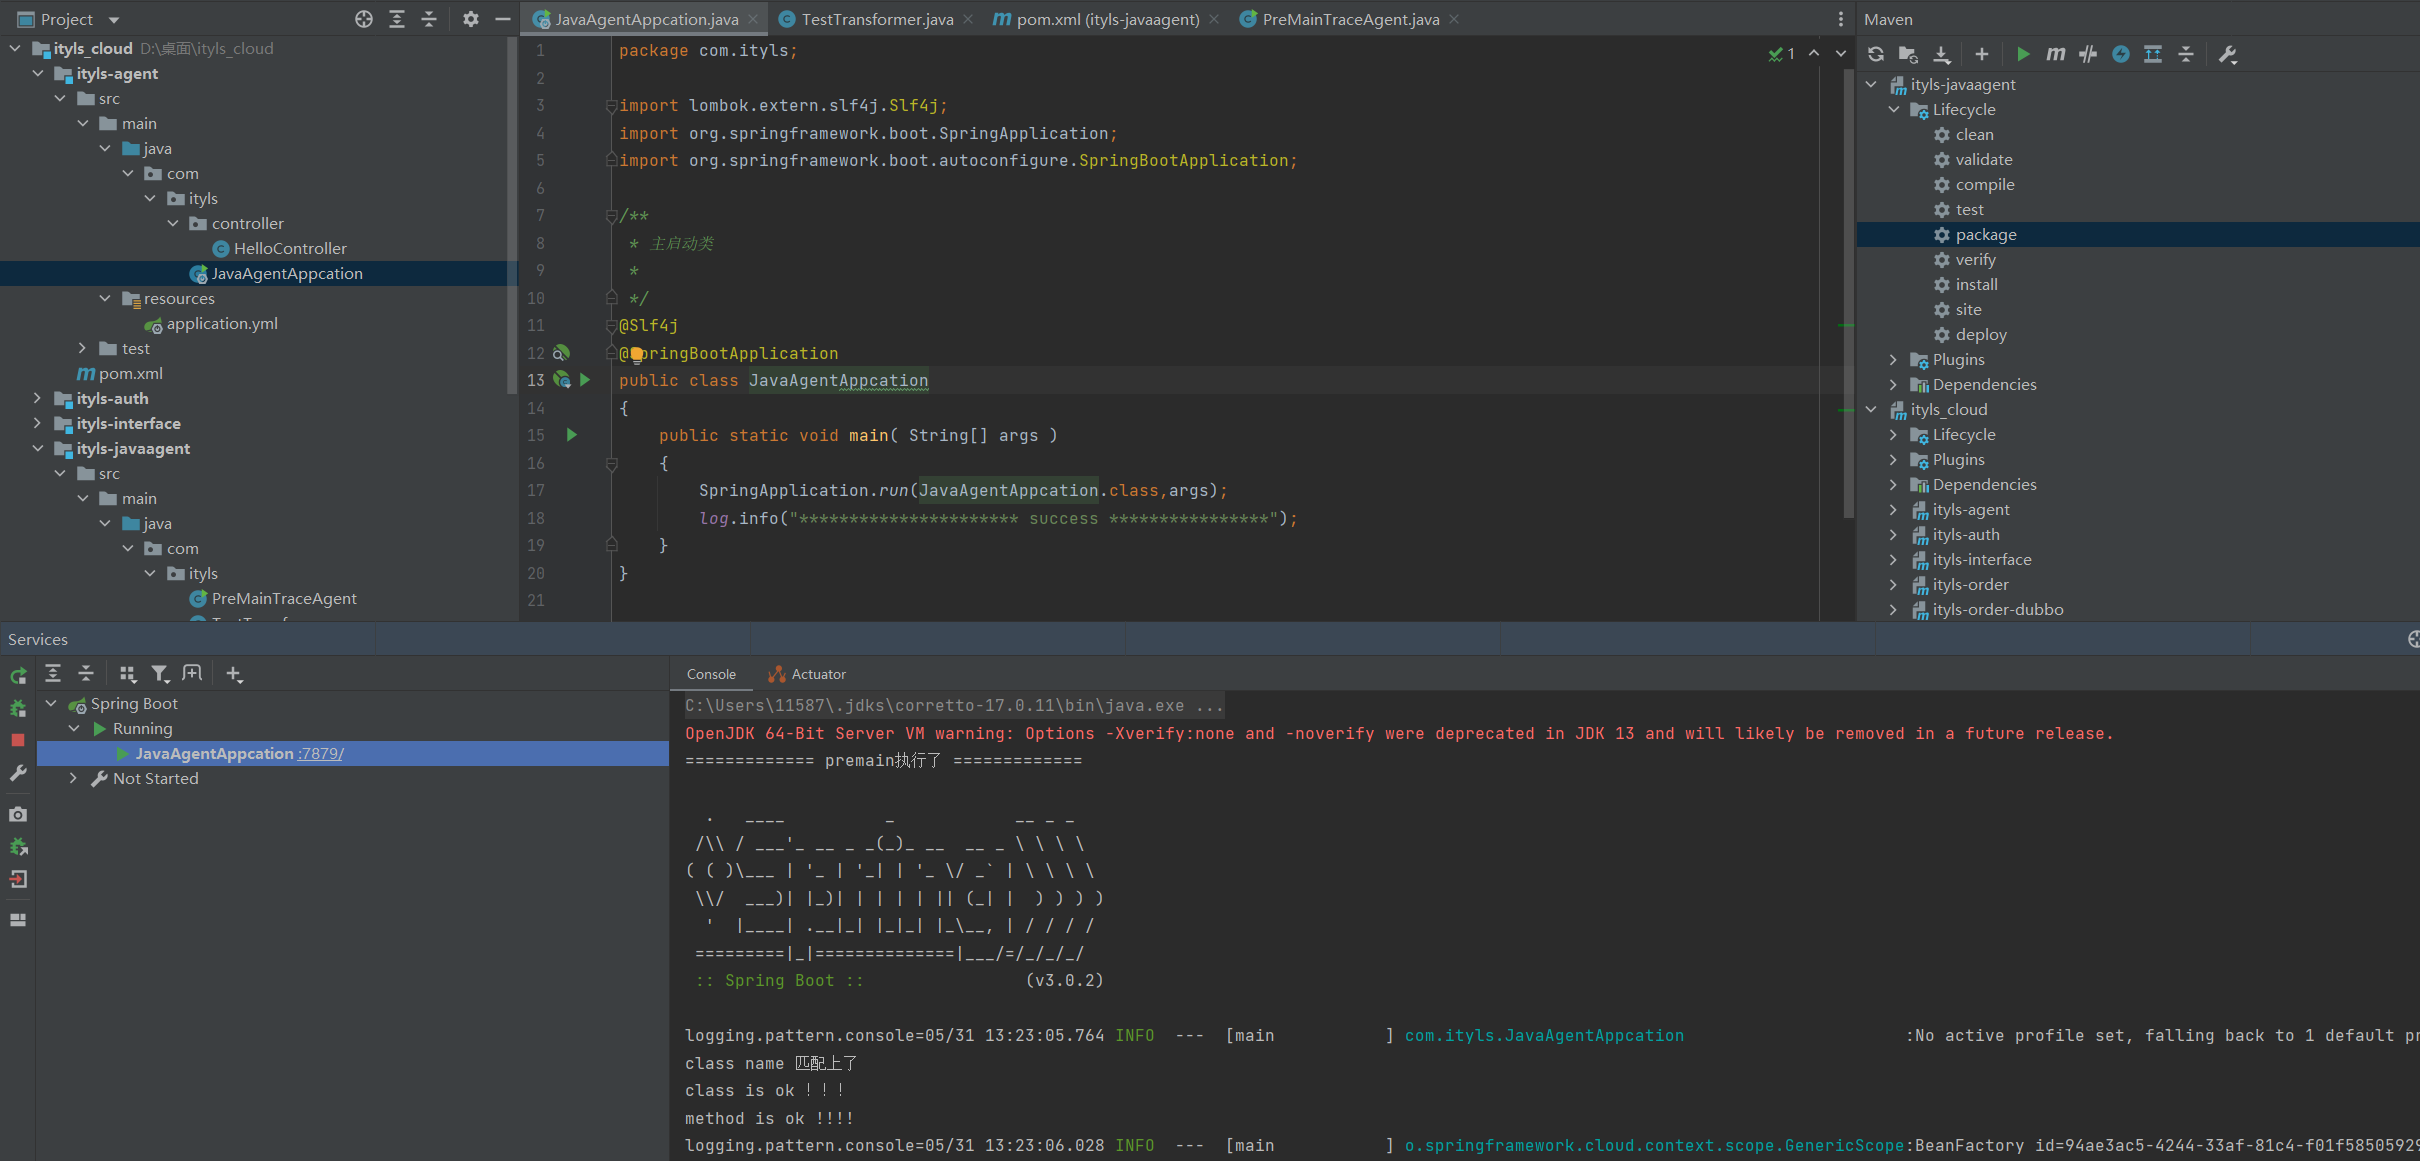 Project
JavaAgentAppcation.java
TestTransformer.java
pom.xml (ityls-javaagent)
PreMainTraceAgent.java
Maven
ityls_cloud D:\桌面\ityls_cloud
ityls-agent
src
main
java
com
ityls
controller
HelloController
JavaAgentAppcation
resources
application.yml
test
pom.xml
ityls-auth
ityls-interface
ityls-javaagent
src
main
java
com
ityls
PreMainTraceAgent
1 package com.ityls;
2
3 import lombok.extern.slf4j.Slf4j;
4 import org.springframework.boot.SpringApplication;
5 import org.springframework.boot.autoconfigure.SpringBootApplication;
6
7 /**
8 * 主启动类
9 *
10 */
11 @Slf4j
12 @SpringBootApplication
13 public class JavaAgentAppcation
14 {
15 public static void main( String[] args )
16 {
17 SpringApplication.run(JavaAgentAppcation.class,args);
18 log.info("********************** success ****************");
19 }
20 }
21
1
ityls-javaagent
Lifecycle
clean
validate
compile
test
package
verify
install
site
deploy
Plugins
Dependencies
ityls_cloud
Lifecycle
Plugins
Dependencies
ityls-agent
ityls-auth
ityls-interface
ityls-order
ityls-order-dubbo
Services
Spring Boot
Running
JavaAgentAppcation :7879/
Not Started
Console
Actuator
C:\Users\11587\.jdks\corretto-17.0.11\bin\java.exe ...
OpenJDK 64-Bit Server VM warning: Options -Xverify:none and -noverify were deprecated in JDK 13 and will likely be removed in a future release.
============= premain执行了 =============
  .   ____          _            __ _ _
 /\\ / ___'_ __ _ _(_)_ __  __ _ \ \ \ \
( ( )\___ | '_ | '_| | '_ \/ _` | \ \ \ \
 \\/  ___)| |_)| | | | | || (_| |  ) ) ) )
  '  |____| .__|_| |_|_| |_\__, | / / / /
 =========|_|==============|___/=/_/_/_/
 :: Spring Boot ::                (v3.0.2)
logging.pattern.console=05/31 13:23:05.764 INFO --- [main ] com.ityls.JavaAgentAppcation :No active profile set, falling back to 1 default
class name 匹配上了
class is ok ！！！
method is ok !!!!
logging.pattern.console=05/31 13:23:06.028 INFO --- [main ] o.springframework.cloud.context.scope.GenericScope:BeanFactory id=94ae3ac5-4244-33af-81c4-f01f58505929